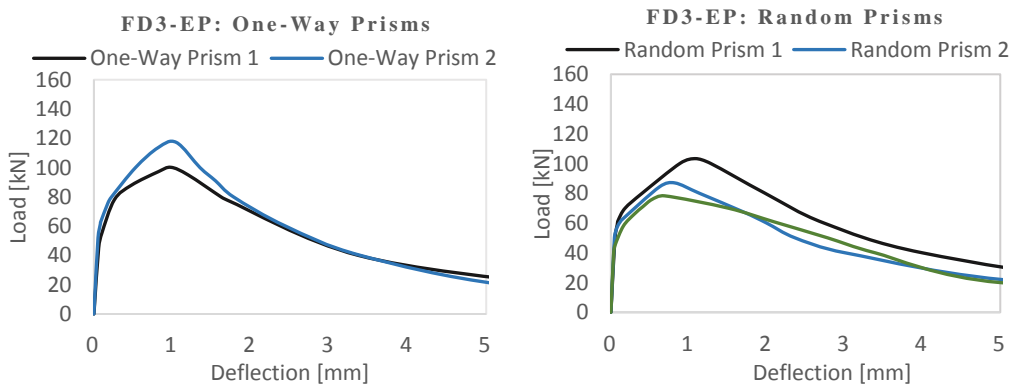 FD3-EP: One-Way Prisms
One-Way Prism 1
One-Way Prism 2
160
140
120
100
80
60
40
20
0
Load [kN]
0 1 2 3 4 5
Deflection [mm]
FD3-EP: Random Prisms
Random Prism 1
Random Prism 2
160
140
120
100
80
60
40
20
0
Load [kN]
0 1 2 3 4 5
Deflection [mm]